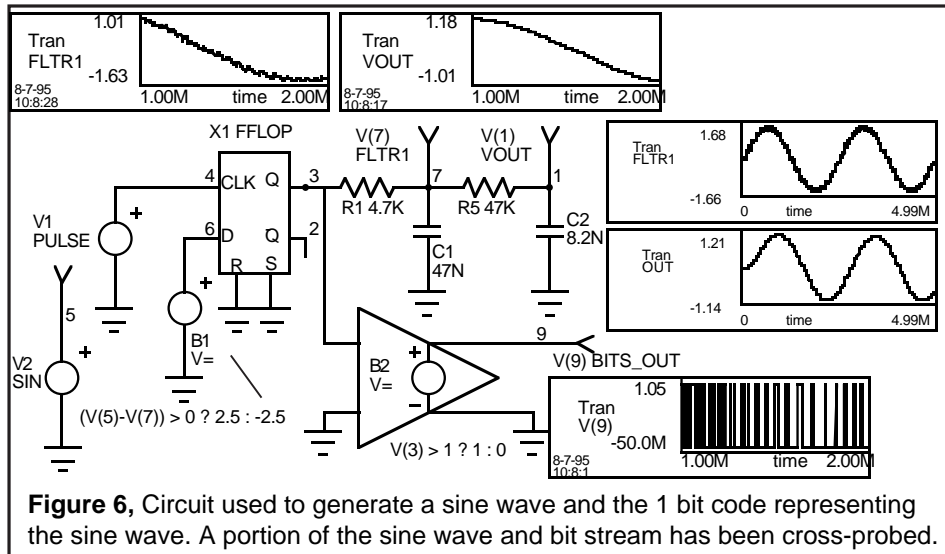 1.01
Tran
FLTR1
-1.63
8-7-95
10:8:28
1.00M time 2.00M
1.18
Tran
VOUT
-1.01
8-7-95
10:8:17
1.00M time 2.00M
X1 FFLOP
V(7)
FLTR1
V(1)
VOUT
1.68
Tran
FLTR1
-1.66
0 time 4.99M
4 CLK Q 3
R1 4.7K
7
R5 47K
1
6 D Q 2
R S
V1
PULSE
C1
47N
C2
8.2N
1.21
Tran
OUT
-1.14
0 time 4.99M
5
B1
V=
V2
SIN
B2
V=
9
V(9) BITS_OUT
(V(5)-V(7)) > 0 ? 2.5 : -2.5
V(3) > 1 ? 1 : 0
1.05
Tran
V(9)
-50.0M
8-7-95
10:8:1
1.00M time 2.00M
Figure 6, Circuit used to generate a sine wave and the 1 bit code representing
the sine wave. A portion of the sine wave and bit stream has been cross-probed.